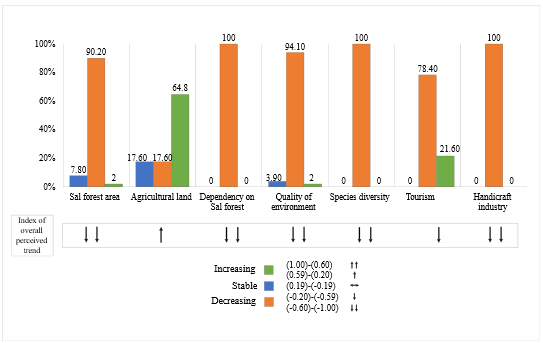 100%
80%
60%
40%
20%
0%
7.80 90.20 2
17.60 17.60 64.8
0 100 0
3.90 94.10 2
0 100 0
0 78.40 21.60
0 100 0
Sal forest area
Agricultural land
Dependency on
Sal forest
Quality of
environment
Species diversity
Tourism
Handicraft
industry
Index of
overall
perceived
trend
↓↓ ↑ ↓↓ ↓↓ ↓↓ ↓ ↓↓
Increasing
Stable
Decreasing
(1.00)-(0.60) ↑↑
(0.59)-(0.20) ↑
(0.19)-(-0.19) ↔
(-0.20)-(-0.59) ↓
(-0.60)-(-1.00) ↓↓